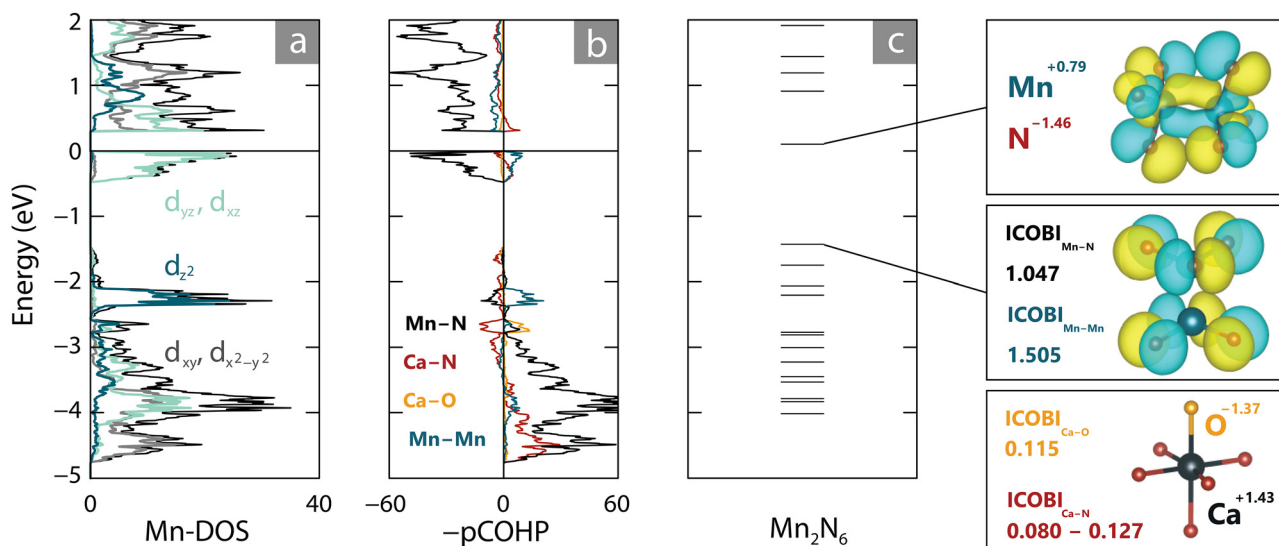 a
b
c
2
1
0
−1
−2
−3
−4
−5
Energy (eV)
d_yz, d_xz
d_z²
d_xy, d_x²−y²
0
40
Mn-DOS
Mn−N
Ca−N
Ca−O
Mn−Mn
−60
0
60
−pCOHP
Mn₂N₆
Mn^+0.79
N^−1.46
ICOBI_Mn−N
1.047
ICOBI_Mn−Mn
1.505
ICOBI_Ca−O
0.115
O^−1.37
ICOBI_Ca−N
0.080 − 0.127
Ca^+1.43